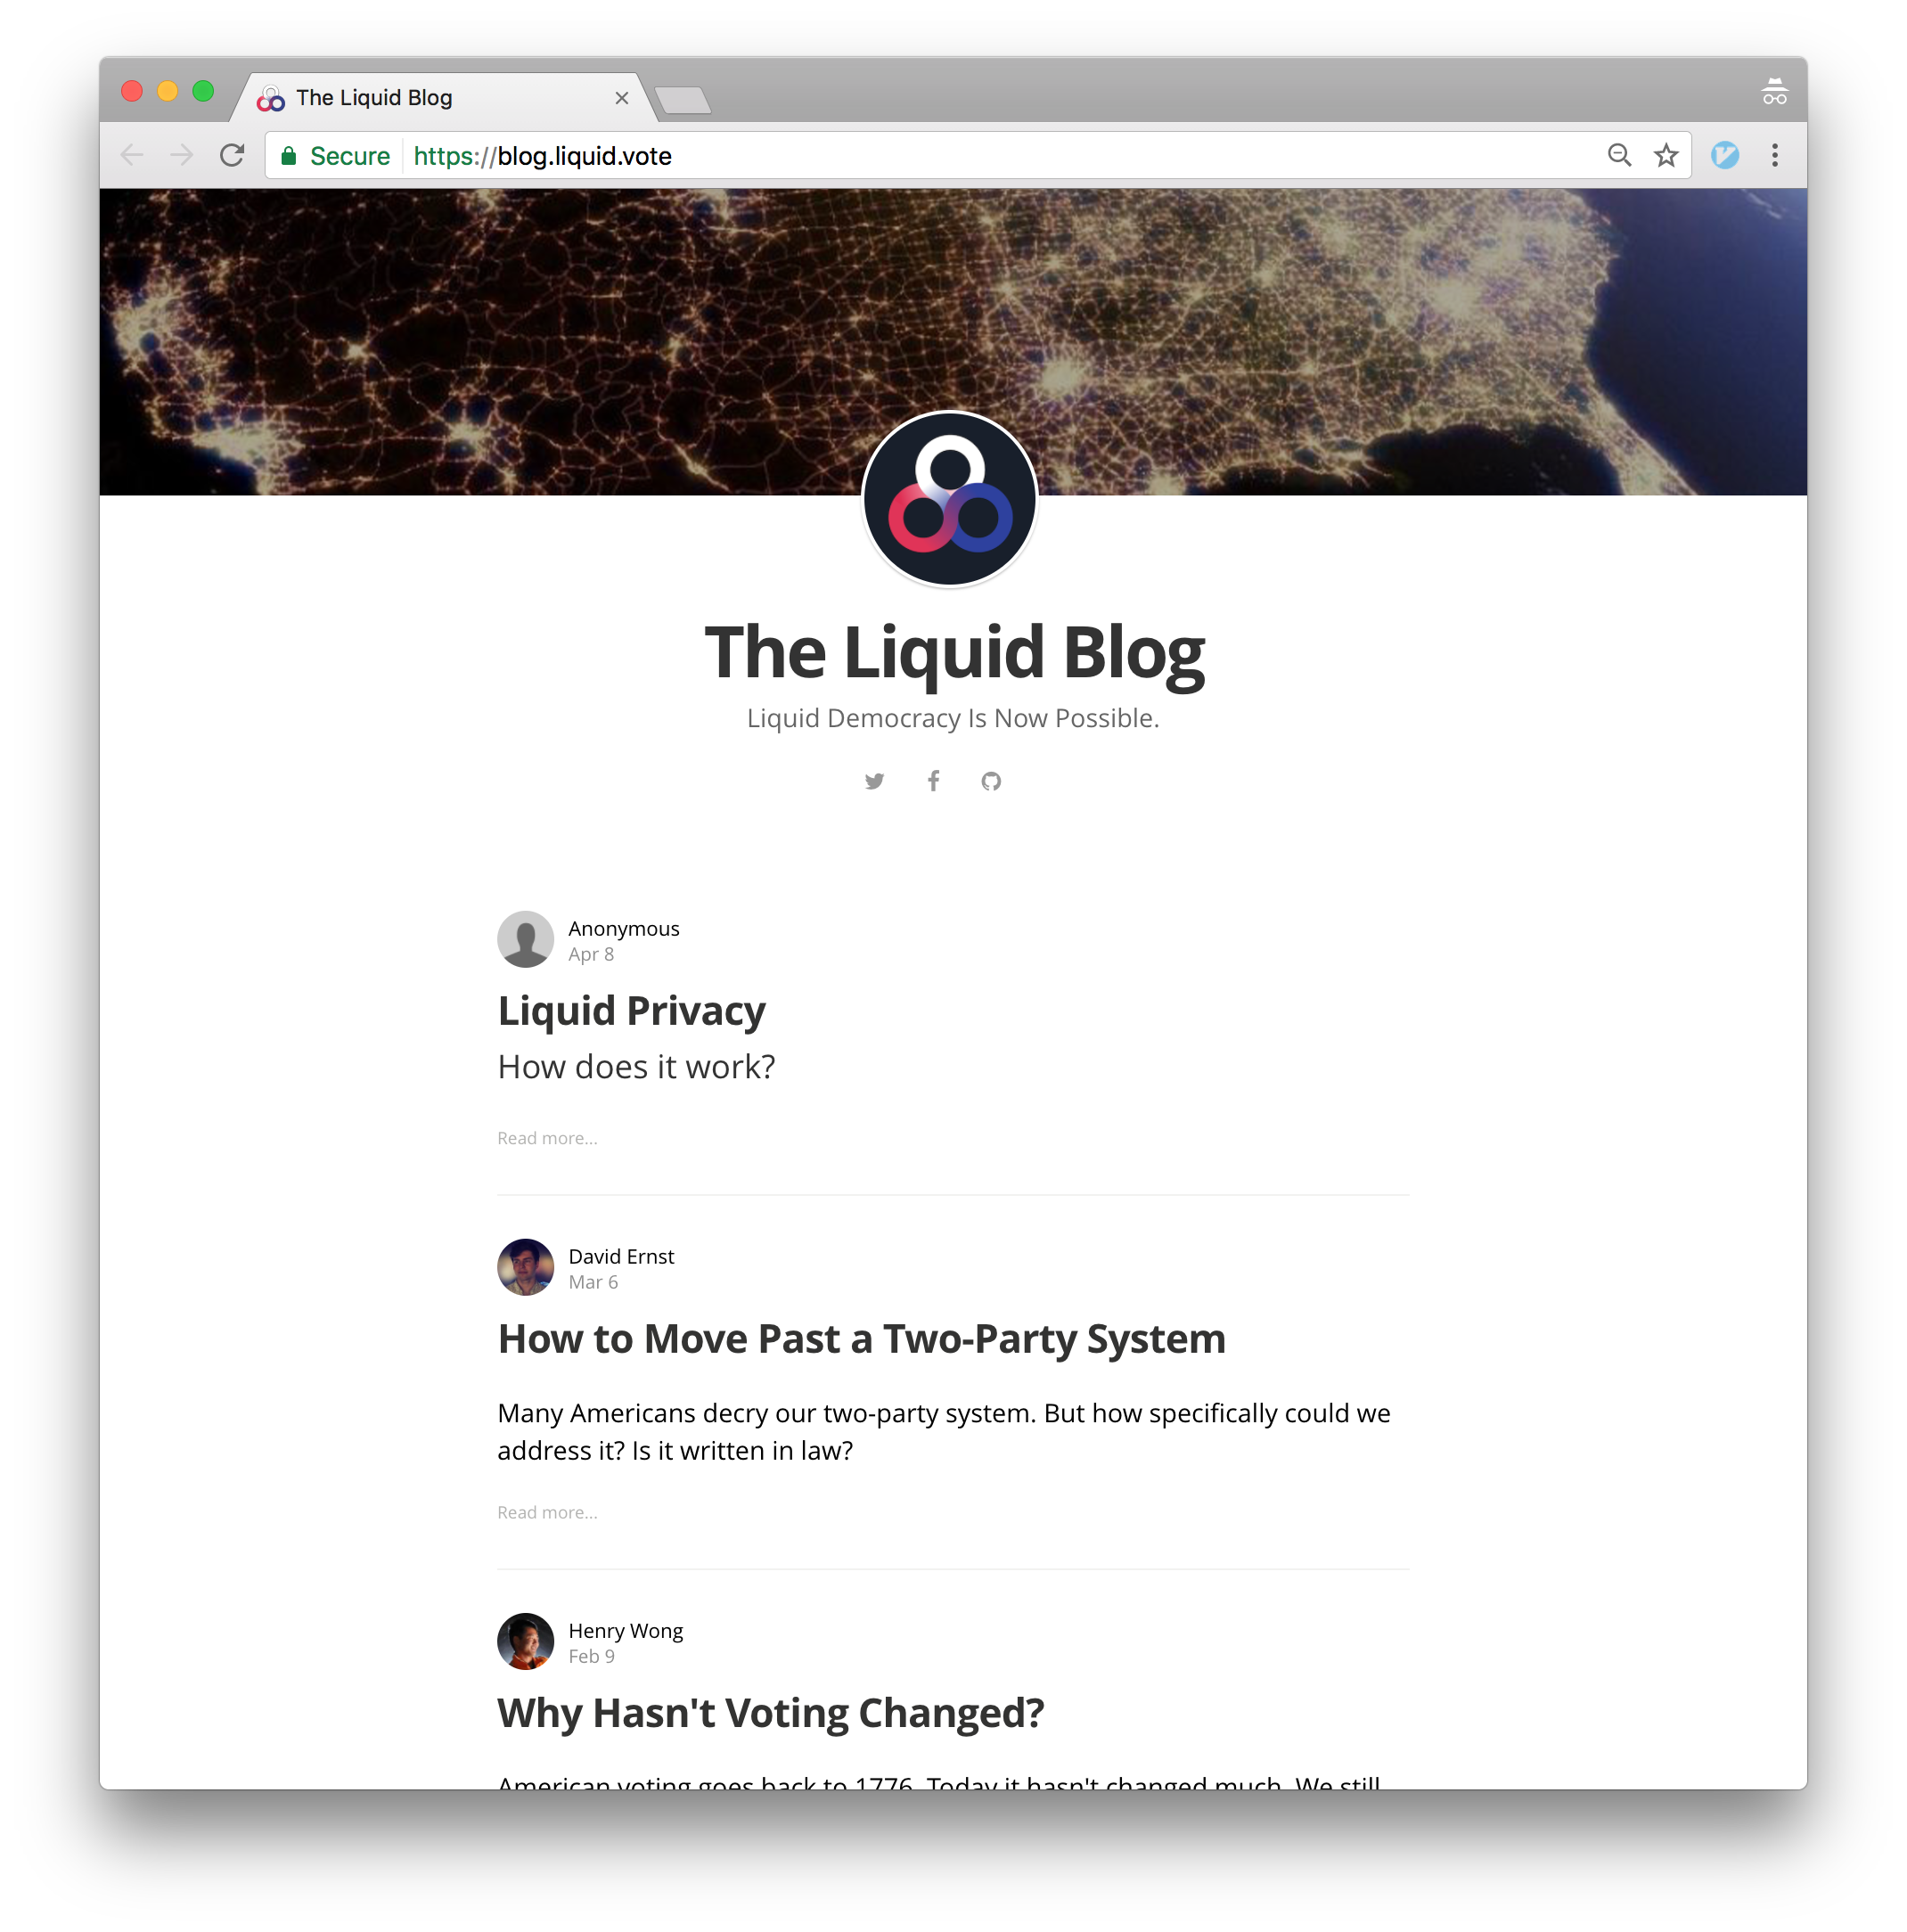 The Liquid Blog
Secure https://blog.liquid.vote
The Liquid Blog
Liquid Democracy Is Now Possible.
Anonymous
Apr 8
Liquid Privacy
How does it work?
Read more...
David Ernst
Mar 6
How to Move Past a Two-Party System
Many Americans decry our two-party system. But how specifically could we
address it? Is it written in law?
Read more...
Henry Wong
Feb 9
Why Hasn't Voting Changed?
American voting goes back to 1776. Today it hasn't changed much. We still